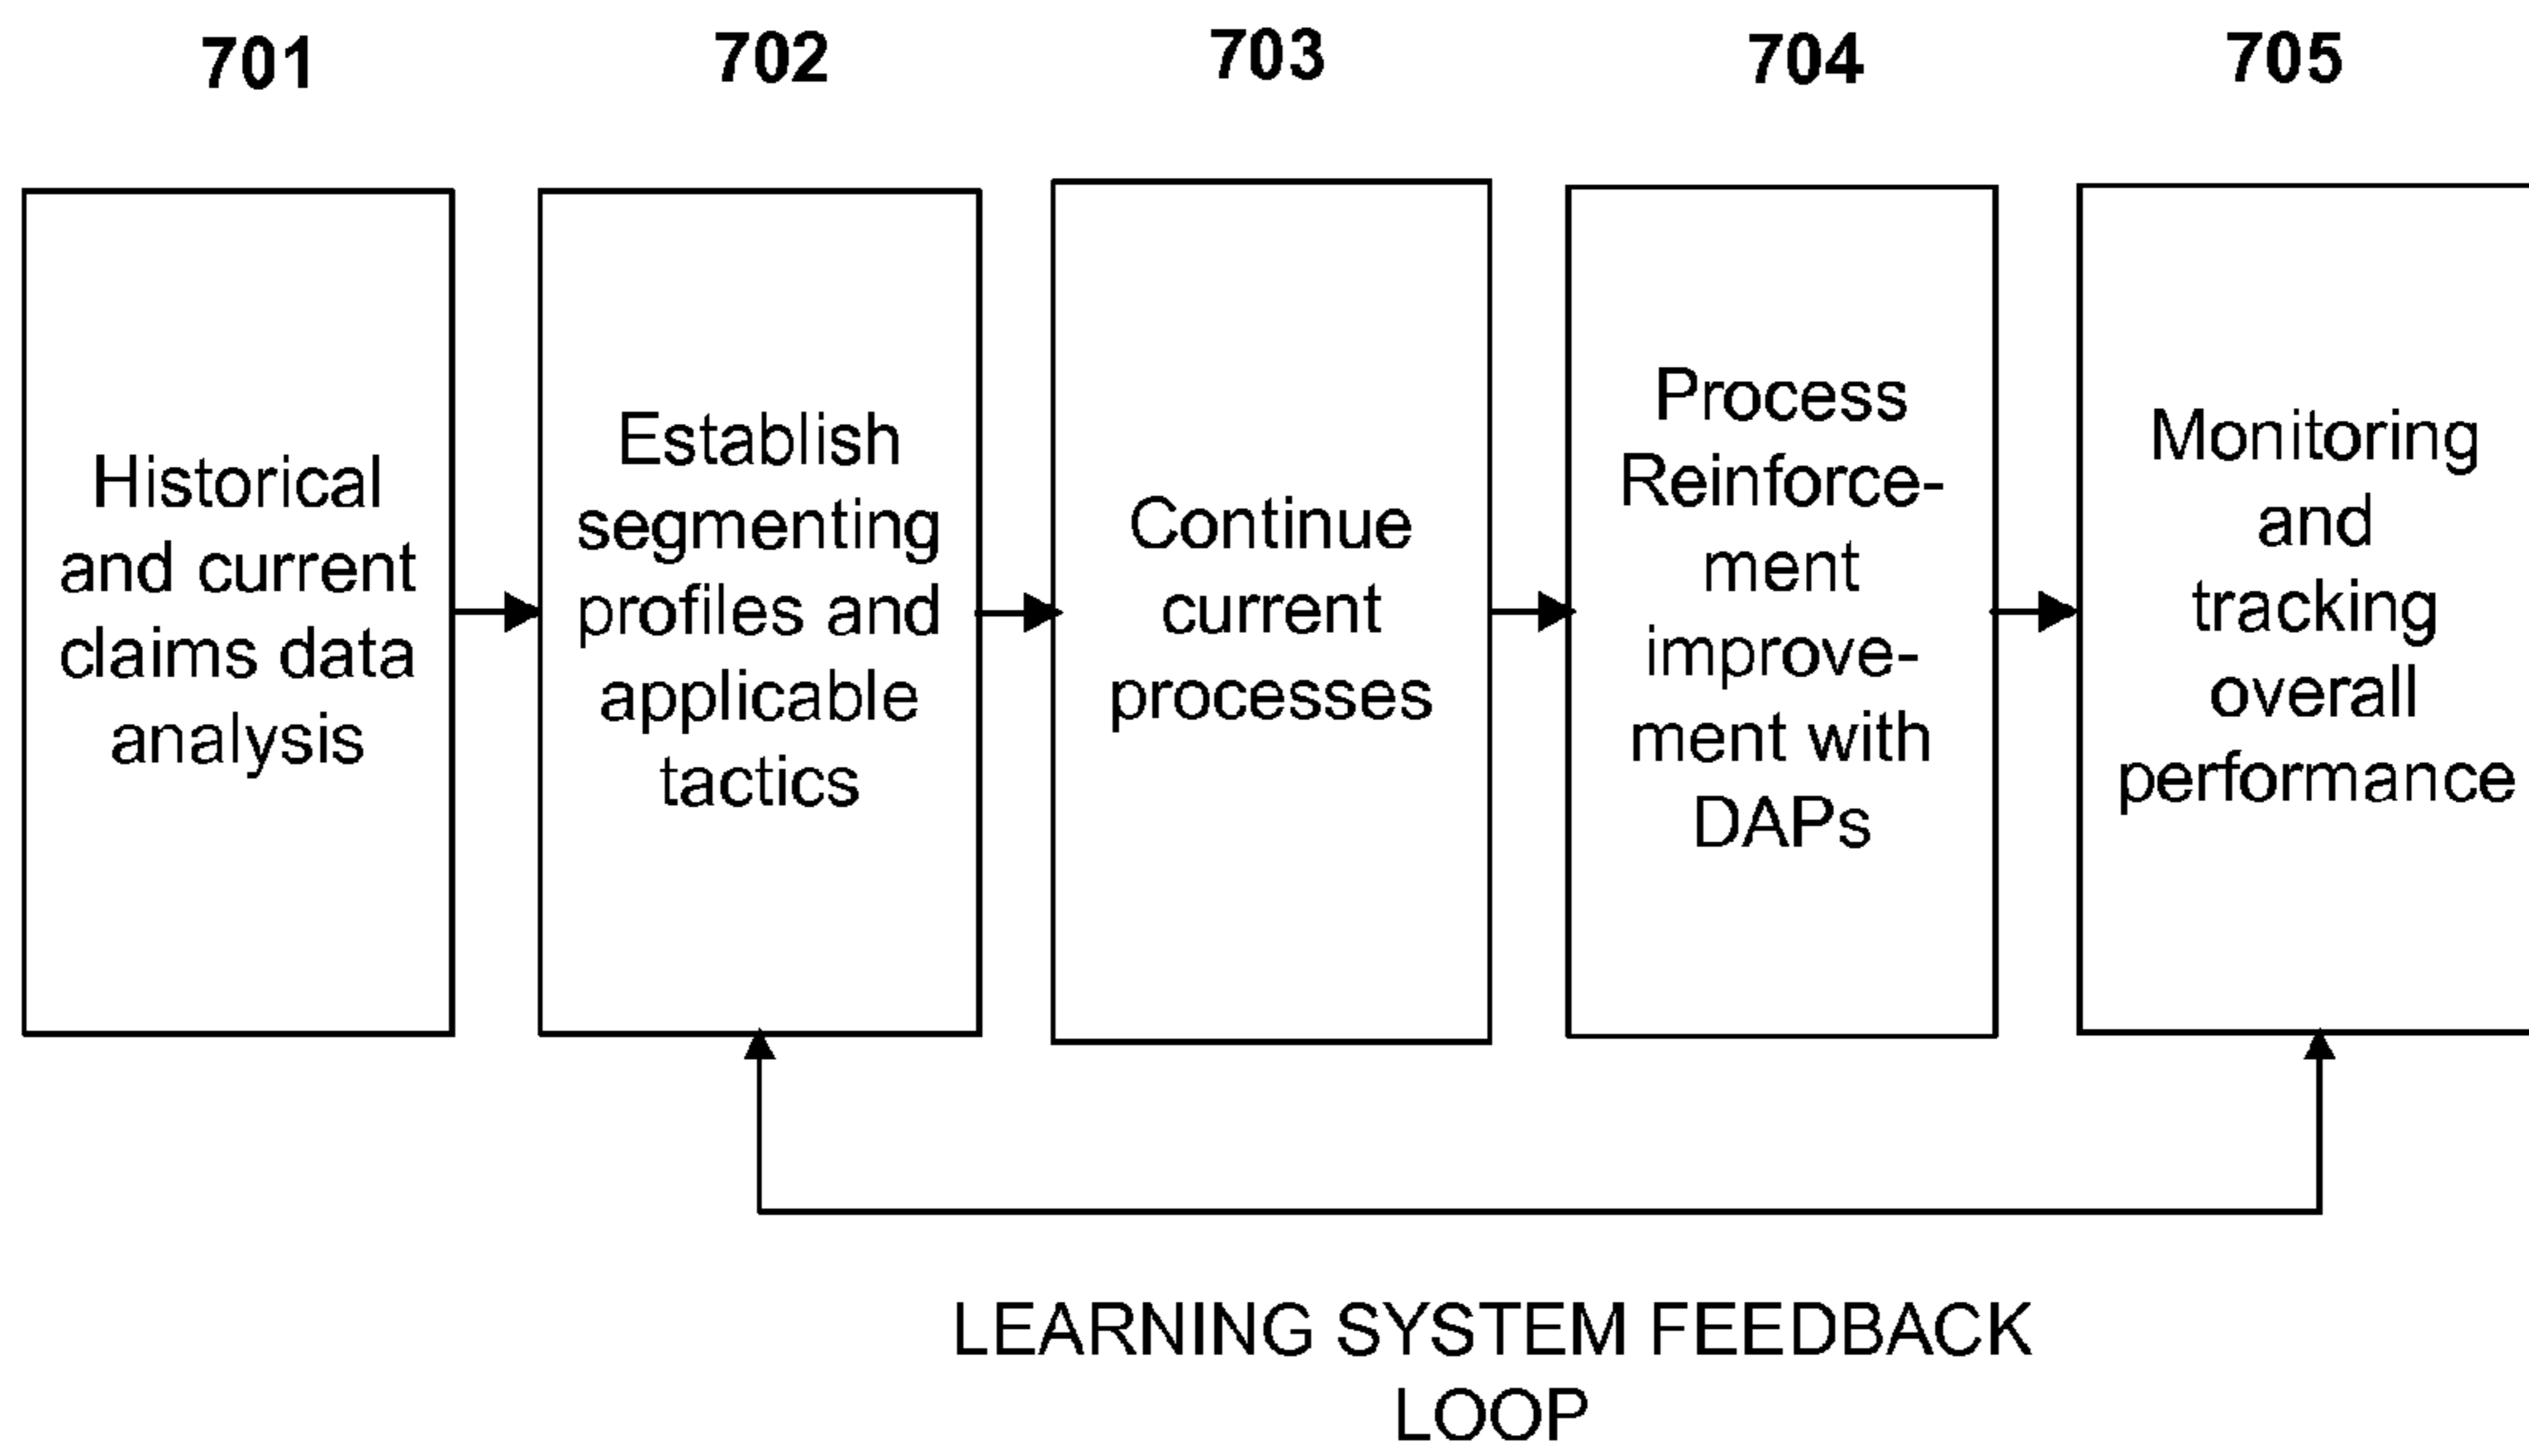 701
702
703
704
705
Historical
and current
claims data
analysis
Establish
segmenting
profiles and
applicable
tactics
Continue
current
processes
Process
Reinforce-
ment
improve-
ment with
DAPs
Monitoring
and
tracking
overall
performance
LEARNING SYSTEM FEEDBACK
LOOP